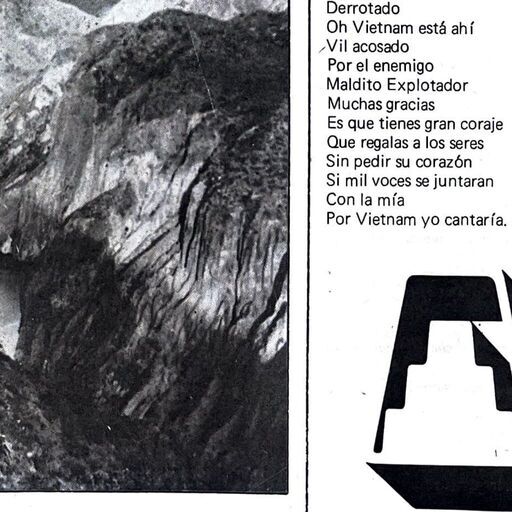 Derrotado
Oh Vietnam está ahí
Vil acosado
Por el enemigo
Maldito Explotador
Muchas gracias
Es que tienes gran coraje
Que regalas a los seres
Sin pedir su corazón
Si mil voces se juntaran
Con la mía
Por Vietnam yo cantaría.